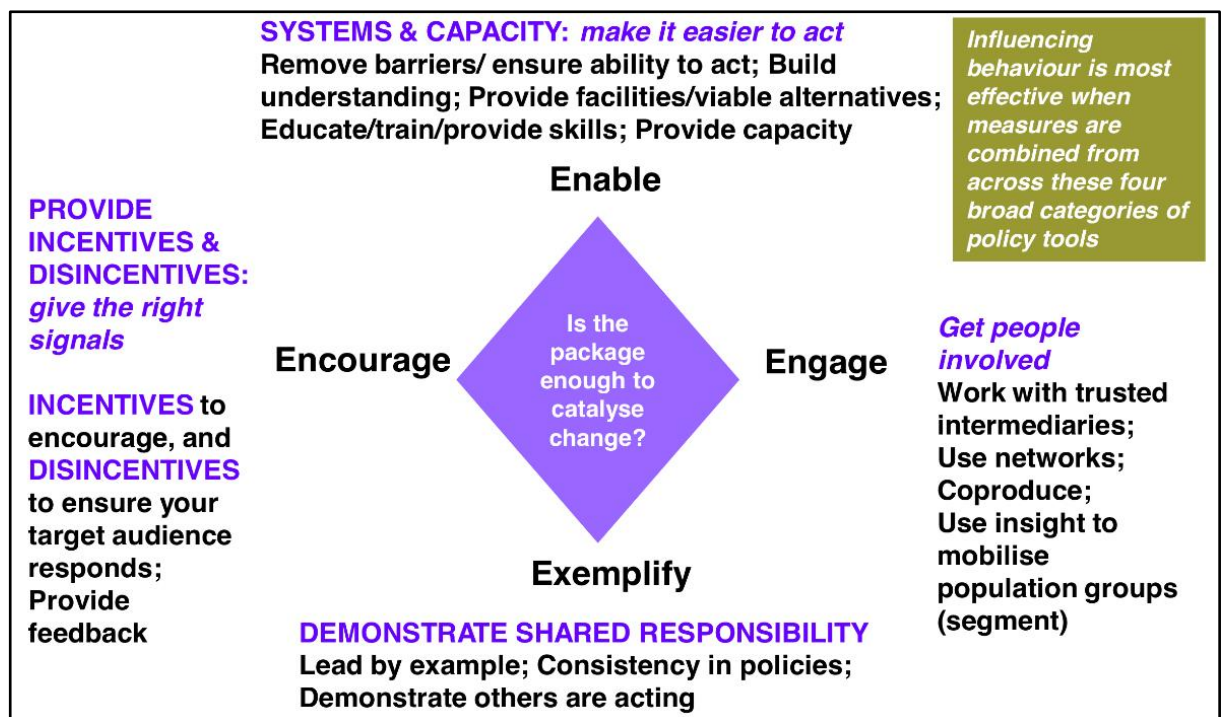 SYSTEMS & CAPACITY: make it easier to act
Remove barriers/ ensure ability to act; Build
understanding; Provide facilities/viable alternatives;
Educate/train/provide skills; Provide capacity
Enable
Influencing
behaviour is most
effective when
measures are
combined from
across these four
broad categories of
policy tools
PROVIDE
INCENTIVES &
DISINCENTIVES:
give the right
signals
INCENTIVES to
encourage, and
DISINCENTIVES
to ensure your
target audience
responds;
Provide
feedback
Encourage
Is the
package
enough to
catalyse
change?
Engage
Get people
involved
Work with trusted
intermediaries;
Use networks;
Coproduce;
Use insight to
mobilise
population groups
(segment)
Exemplify
DEMONSTRATE SHARED RESPONSIBILITY
Lead by example; Consistency in policies;
Demonstrate others are acting